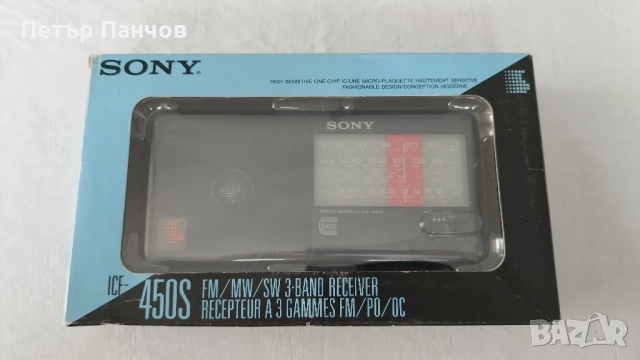 Петър Панчов
SONY®
HIGH SENSITIVE ONE-CHIP IC/UNE MICRO-PLAQUETTE HAUTEMENT SENSITIVE
FASHIONABLE DESIGN/CONCEPTION MODERNE
SONY
ICF-450S
FM/MW/SW 3-BAND RECEIVER
RECEPTEUR A 3 GAMMES FM/PO/OC
BAZAR